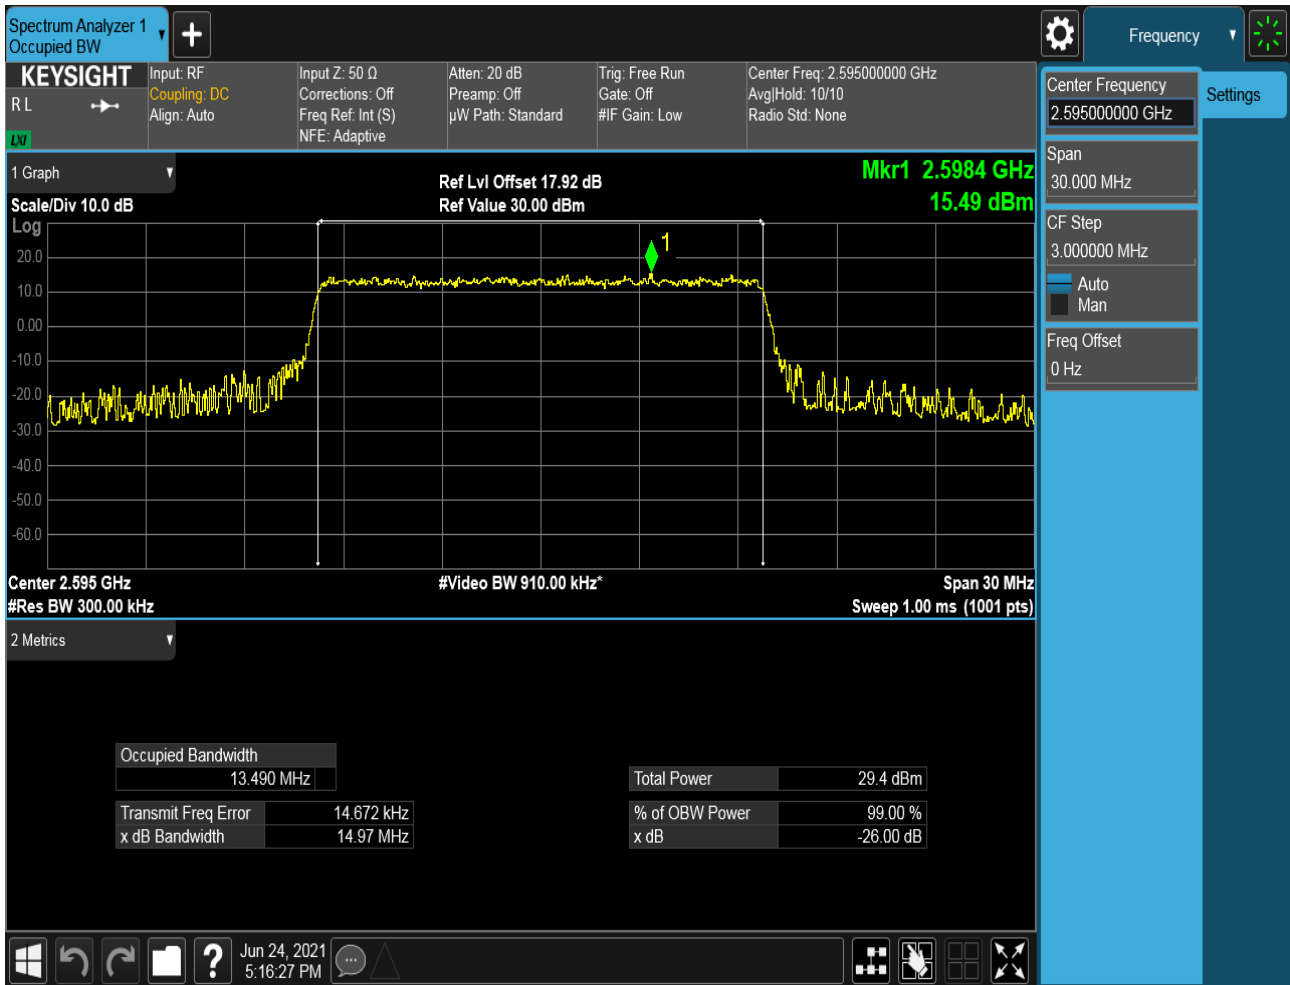 Spectrum Analyzer 1
Occupied BW
Frequency
KEYSIGHT
R L
LXI
Input: RF
Coupling: DC
Align: Auto
Input Z: 50 Ω
Corrections: Off
Freq Ref: Int (S)
NFE: Adaptive
Atten: 20 dB
Preamp: Off
µW Path: Standard
Trig: Free Run
Gate: Off
#IF Gain: Low
Center Freq: 2.595000000 GHz
Avg|Hold: 10/10
Radio Std: None
Center Frequency
2.595000000 GHz
Settings
Span
30.000 MHz
CF Step
3.000000 MHz
Auto
Man
Freq Offset
0 Hz
1 Graph
Scale/Div 10.0 dB
Log
Ref Lvl Offset 17.92 dB
Ref Value 30.00 dBm
Mkr1 2.5984 GHz
15.49 dBm
1
20.0
10.0
0.00
-10.0
-20.0
-30.0
-40.0
-50.0
-60.0
Center 2.595 GHz
#Res BW 300.00 kHz
#Video BW 910.00 kHz*
Span 30 MHz
Sweep 1.00 ms (1001 pts)
2 Metrics
Occupied Bandwidth
13.490 MHz
Transmit Freq Error 14.672 kHz
x dB Bandwidth 14.97 MHz
Total Power 29.4 dBm
% of OBW Power 99.00 %
x dB -26.00 dB
?
Jun 24, 2021
5:16:27 PM